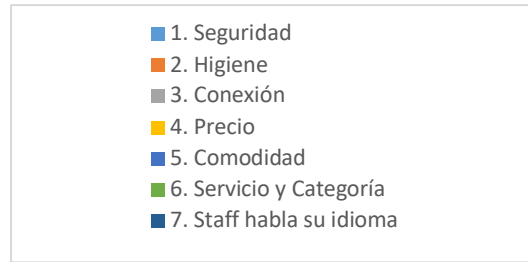 1. Seguridad
2. Higiene
3. Conexión
4. Precio
5. Comodidad
6. Servicio y Categoría
7. Staff habla su idioma